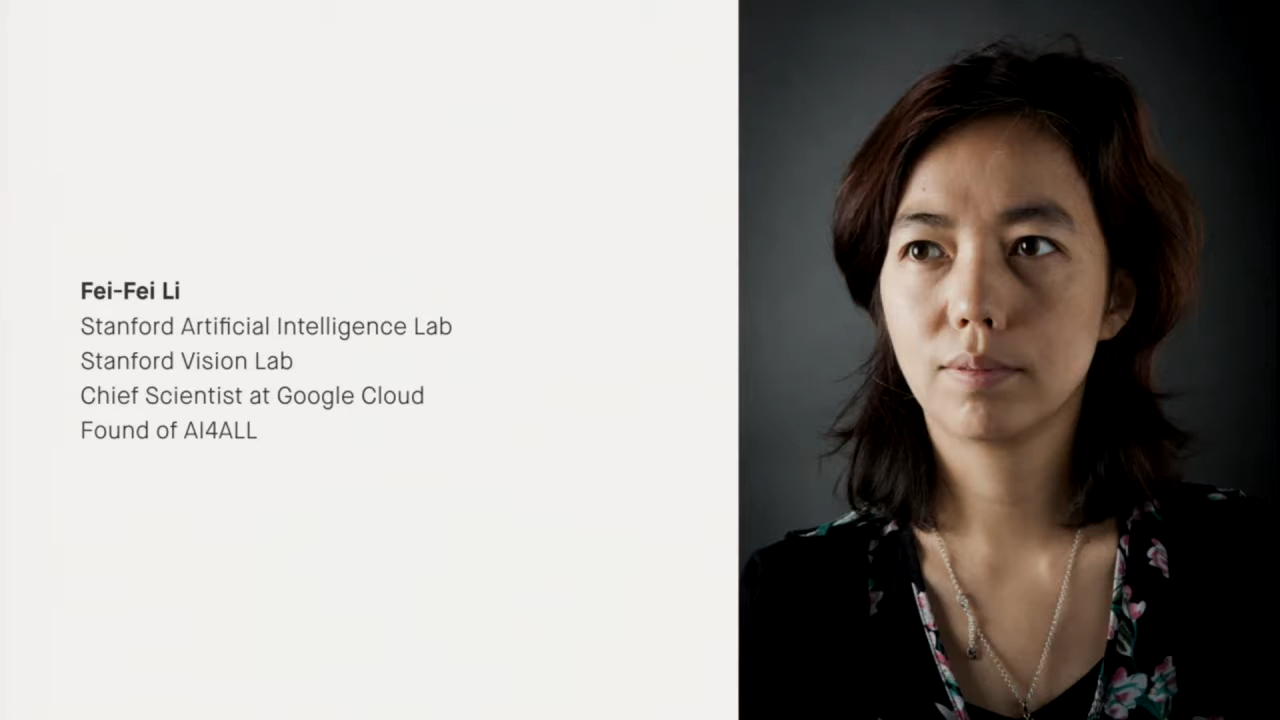 Fei-Fei Li
Stanford Artificial Intelligence Lab
Stanford Vision Lab
Chief Scientist at Google Cloud
Found of AI4ALL